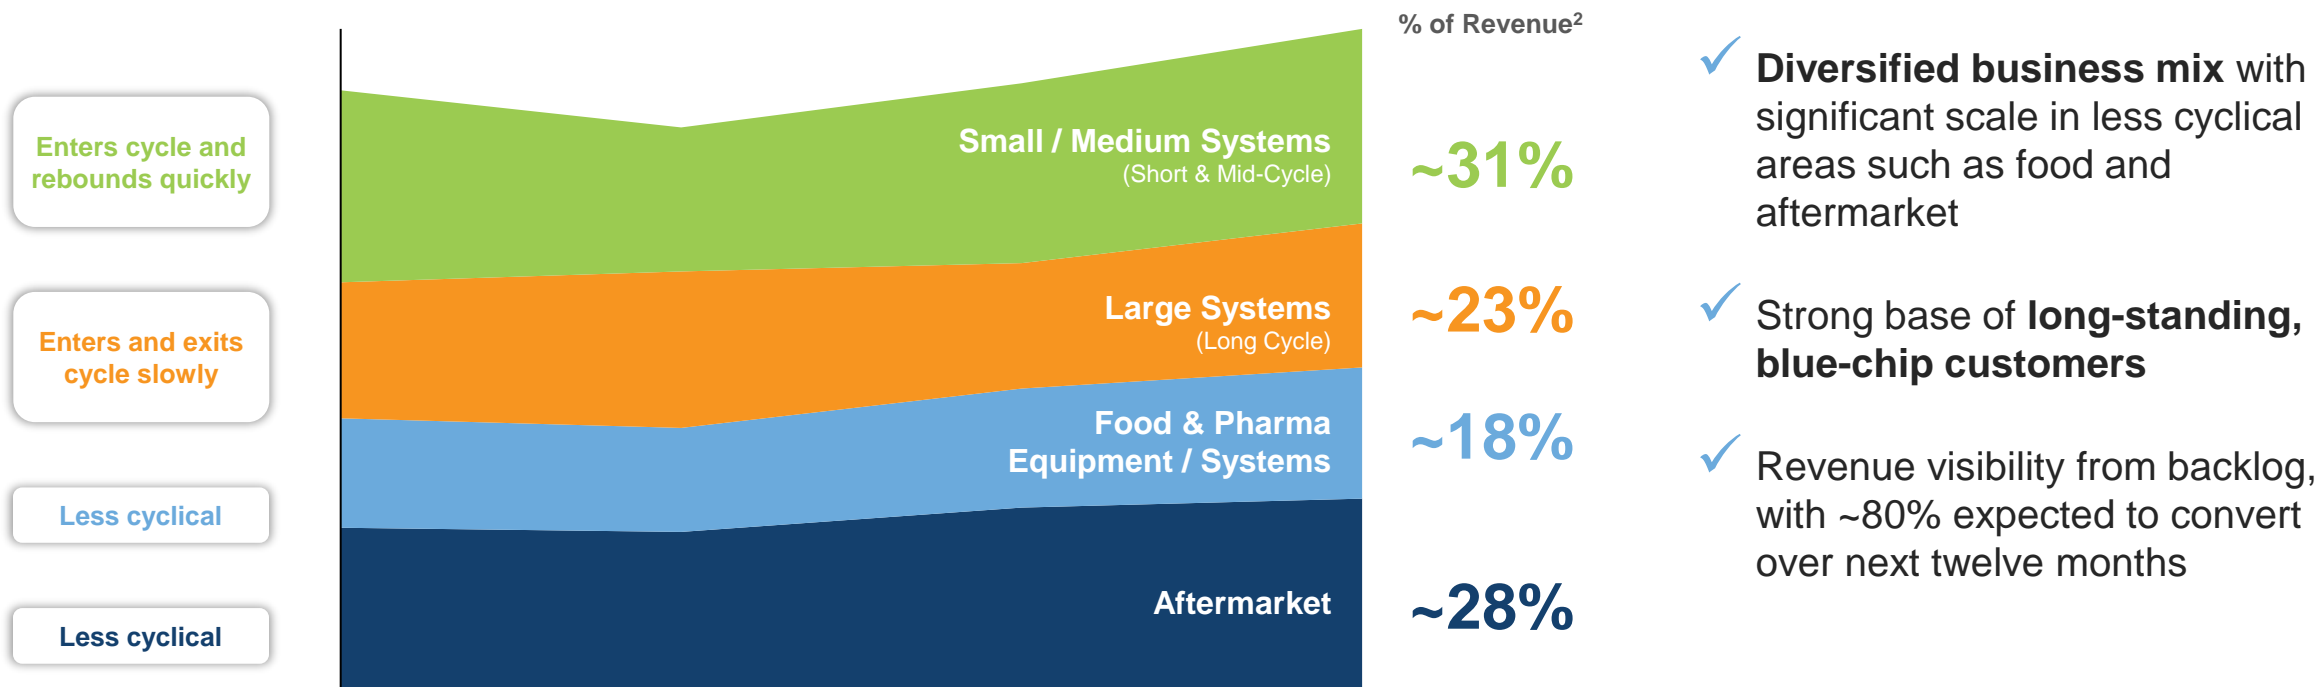 % of Revenue²
Enters cycle and
rebounds quickly
Small / Medium Systems
(Short & Mid-Cycle)
~31%
Enters and exits
cycle slowly
Large Systems
(Long Cycle)
~23%
Less cyclical
Food & Pharma
Equipment / Systems
~18%
Less cyclical
Aftermarket
~28%
Diversified business mix with
significant scale in less cyclical
areas such as food and
aftermarket
Strong base of long-standing,
blue-chip customers
Revenue visibility from backlog,
with ~80% expected to convert
over next twelve months